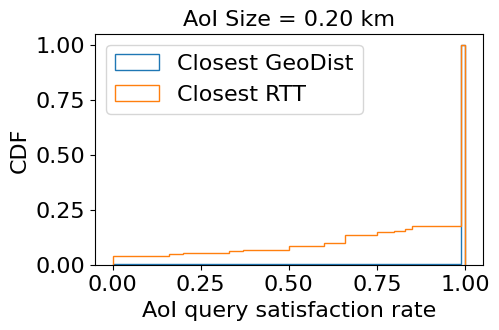 AoI Size = 0.20 km
1.00
0.75
0.50
0.25
0.00
CDF
Closest GeoDist
Closest RTT
0.00 0.25 0.50 0.75 1.00
AoI query satisfaction rate